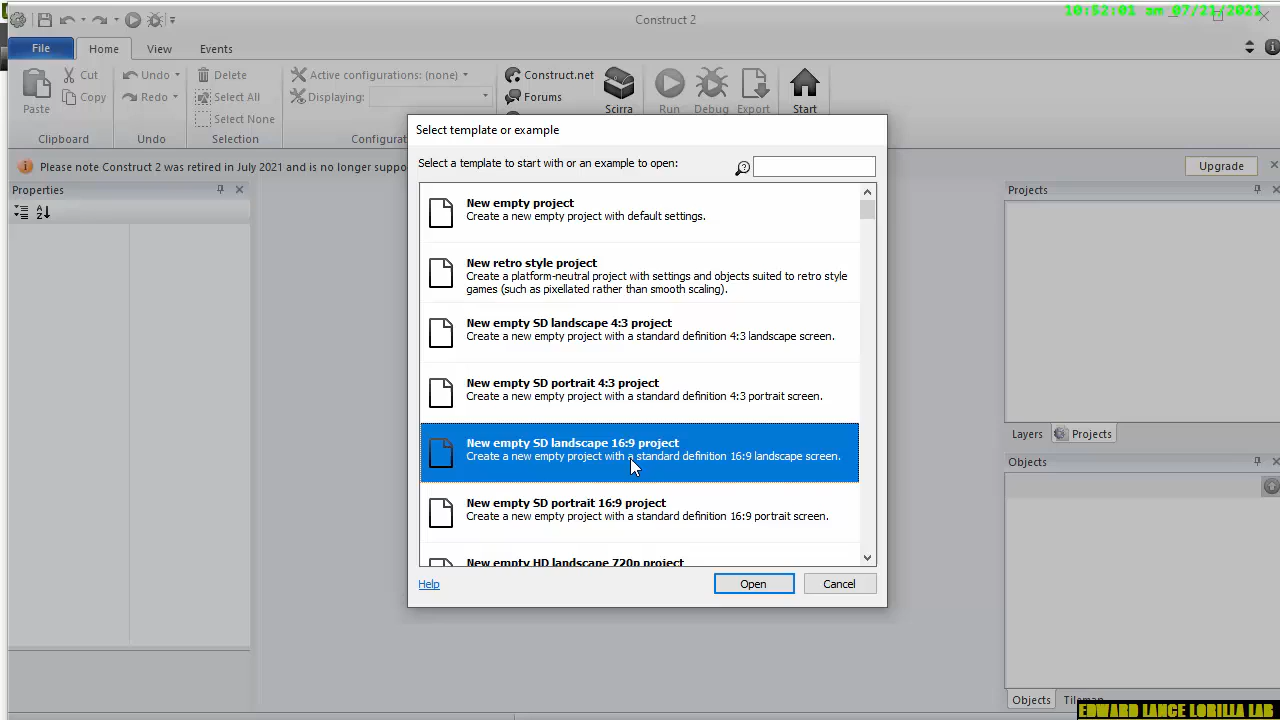 Construct 2
10:52:01 am 07/21/2021
File
Home
View
Events
Paste
Cut
Copy
Clipboard
Undo
Redo
Undo
Delete
Select All
Select None
Selection
Active configurations: (none)
Displaying:
Configurat
Construct.net
Forums
Scirra
Run
Debug
Export
Start
Please note Construct 2 was retired in July 2021 and is no longer suppo
Upgrade
Properties
Select template or example
Select a template to start with or an example to open:
New empty project
Create a new empty project with default settings.
New retro style project
Create a platform-neutral project with settings and objects suited to retro style
games (such as pixellated rather than smooth scaling).
New empty SD landscape 4:3 project
Create a new empty project with a standard definition 4:3 landscape screen.
New empty SD portrait 4:3 project
Create a new empty project with a standard definition 4:3 portrait screen.
New empty SD landscape 16:9 project
Create a new empty project with a standard definition 16:9 landscape screen.
New empty SD portrait 16:9 project
Create a new empty project with a standard definition 16:9 portrait screen.
New empty HD landscape 720p project
Help
Open
Cancel
Projects
Layers
Projects
Objects
Objects
Tilemap
EDWARD LANCE LORILLA LAB